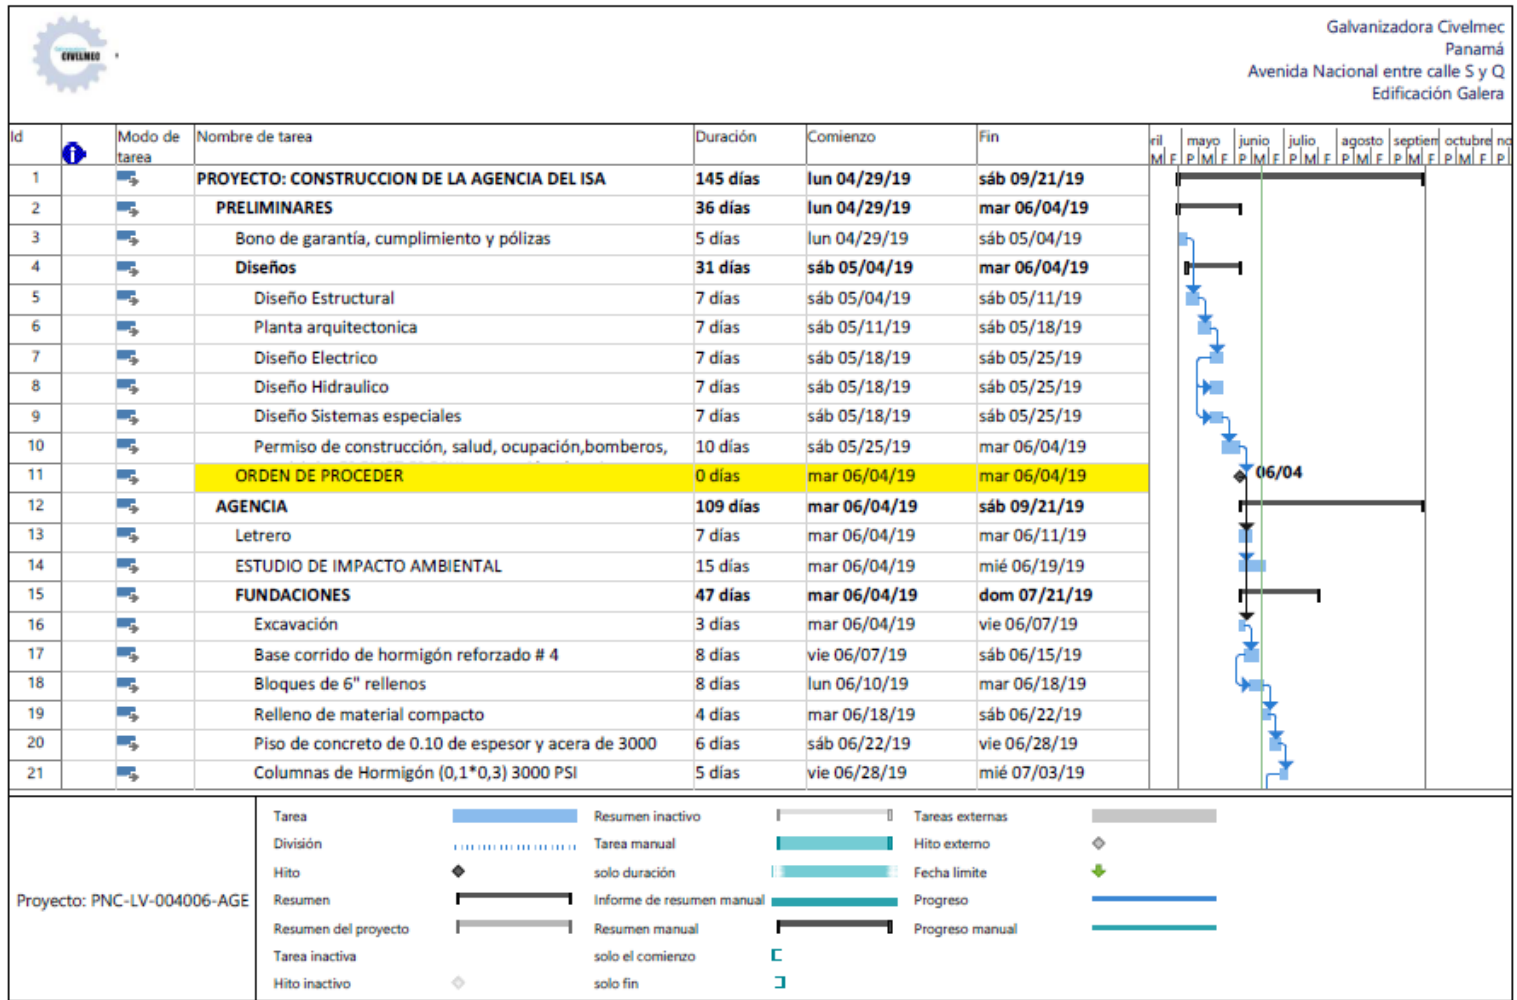 CIVELMEC
Galvanizadora Civelmec
Panamá
Avenida Nacional entre calle S y Q
Edificación Galera
Id Modo de tarea Nombre de tarea Duración Comienzo Fin ril mayo junio julio agosto septiem octubre no
M F P M F P M F P M F P M F P M F P M F P
1 PROYECTO: CONSTRUCCION DE LA AGENCIA DEL ISA 145 días lun 04/29/19 sáb 09/21/19
2 PRELIMINARES 36 días lun 04/29/19 mar 06/04/19
3 Bono de garantía, cumplimiento y pólizas 5 días lun 04/29/19 sáb 05/04/19
4 Diseños 31 días sáb 05/04/19 mar 06/04/19
5 Diseño Estructural 7 días sáb 05/04/19 sáb 05/11/19
6 Planta arquitectonica 7 días sáb 05/11/19 sáb 05/18/19
7 Diseño Electrico 7 días sáb 05/18/19 sáb 05/25/19
8 Diseño Hidraulico 7 días sáb 05/18/19 sáb 05/25/19
9 Diseño Sistemas especiales 7 días sáb 05/18/19 sáb 05/25/19
10 Permiso de construcción, salud, ocupación,bomberos, 10 días sáb 05/25/19 mar 06/04/19
11 ORDEN DE PROCEDER 0 días mar 06/04/19 mar 06/04/19 06/04
12 AGENCIA 109 días mar 06/04/19 sáb 09/21/19
13 Letrero 7 días mar 06/04/19 mar 06/11/19
14 ESTUDIO DE IMPACTO AMBIENTAL 15 días mar 06/04/19 mié 06/19/19
15 FUNDACIONES 47 días mar 06/04/19 dom 07/21/19
16 Excavación 3 días mar 06/04/19 vie 06/07/19
17 Base corrido de hormigón reforzado # 4 8 días vie 06/07/19 sáb 06/15/19
18 Bloques de 6" rellenos 8 días lun 06/10/19 mar 06/18/19
19 Relleno de material compacto 4 días mar 06/18/19 sáb 06/22/19
20 Piso de concreto de 0.10 de espesor y acera de 3000 6 días sáb 06/22/19 vie 06/28/19
21 Columnas de Hormigón (0,1*0,3) 3000 PSI 5 días vie 06/28/19 mié 07/03/19
Proyecto: PNC-LV-004006-AGE
Tarea Resumen inactivo Tareas externas
División Tarea manual Hito externo
Hito solo duración Fecha limite
Resumen Informe de resumen manual Progreso
Resumen del proyecto Resumen manual Progreso manual
Tarea inactiva solo el comienzo
Hito inactivo solo fin